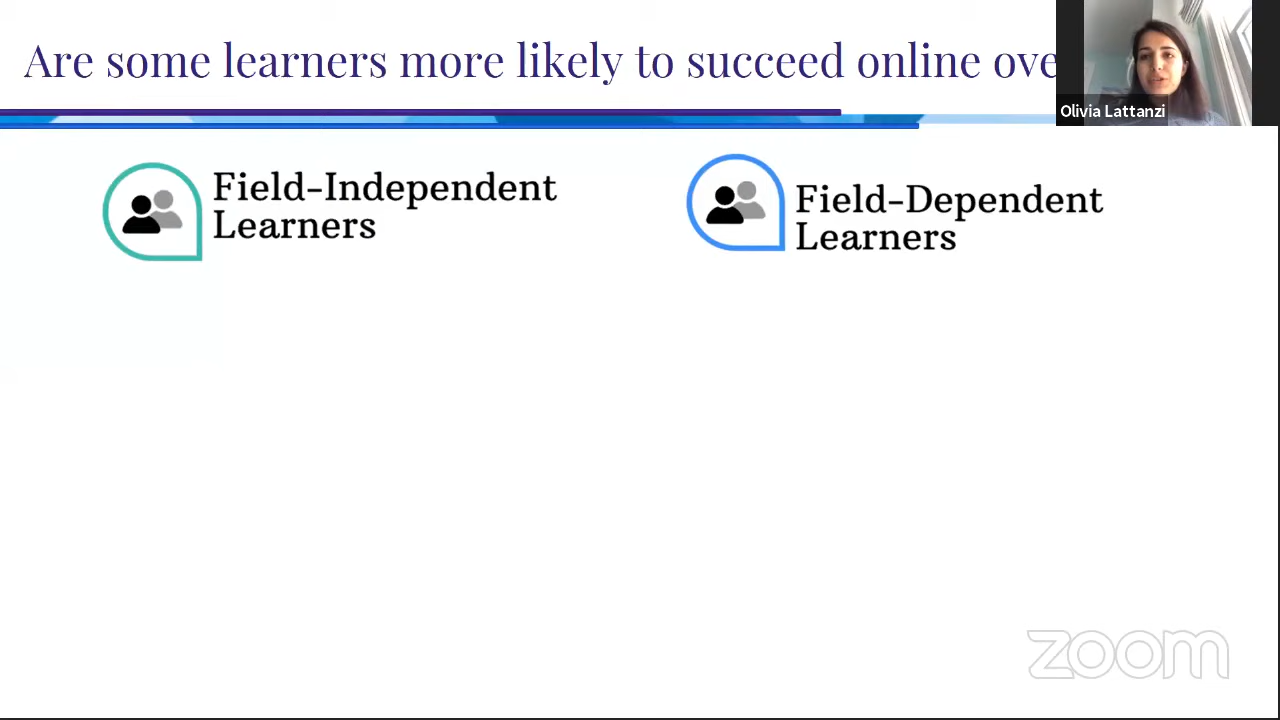 Are some learners more likely to succeed online ove
Olivia Lattanzi
Field-Independent
Learners
Field-Dependent
Learners
zoom